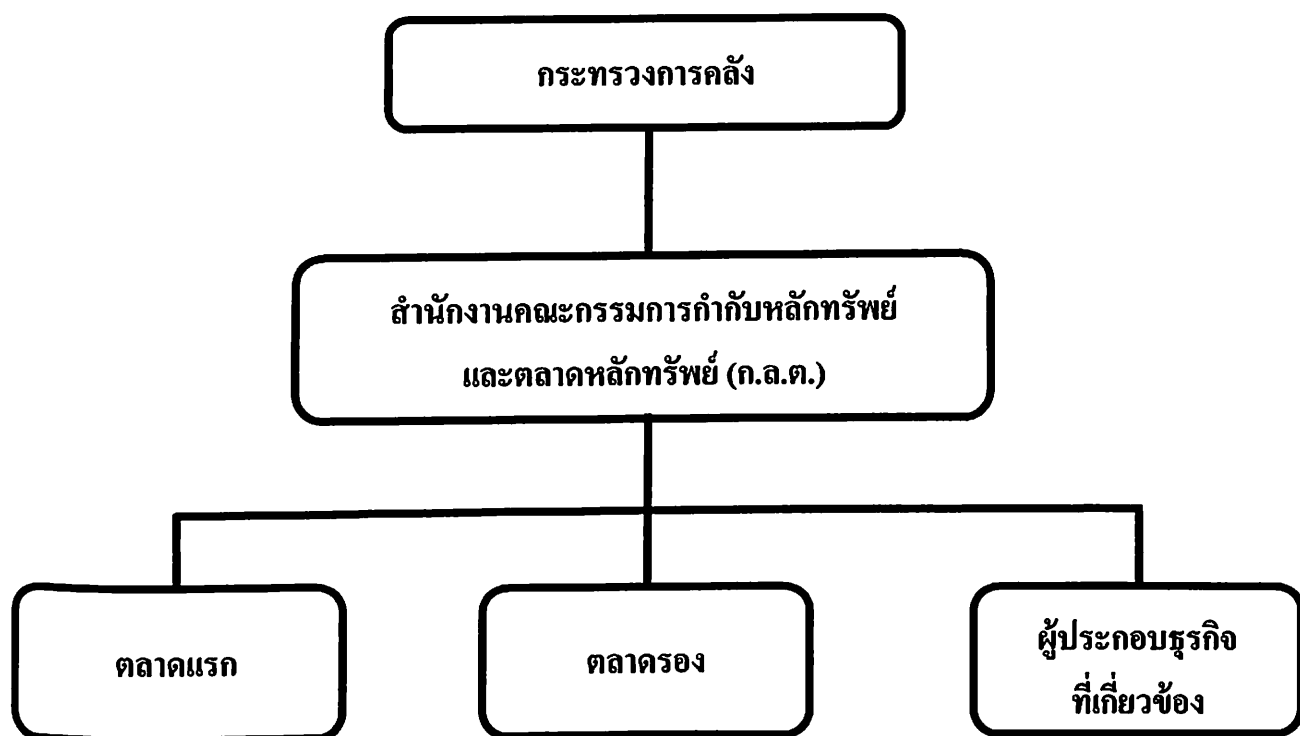 กระทรวงการคลัง
สำนักงานคณะกรรมการกำกับหลักทรัพย์
และตลาดหลักทรัพย์ (ก.ล.ต.)
ตลาดแรก
ตลาดรอง
ผู้ประกอบธุรกิจ
ที่เกี่ยวข้อง